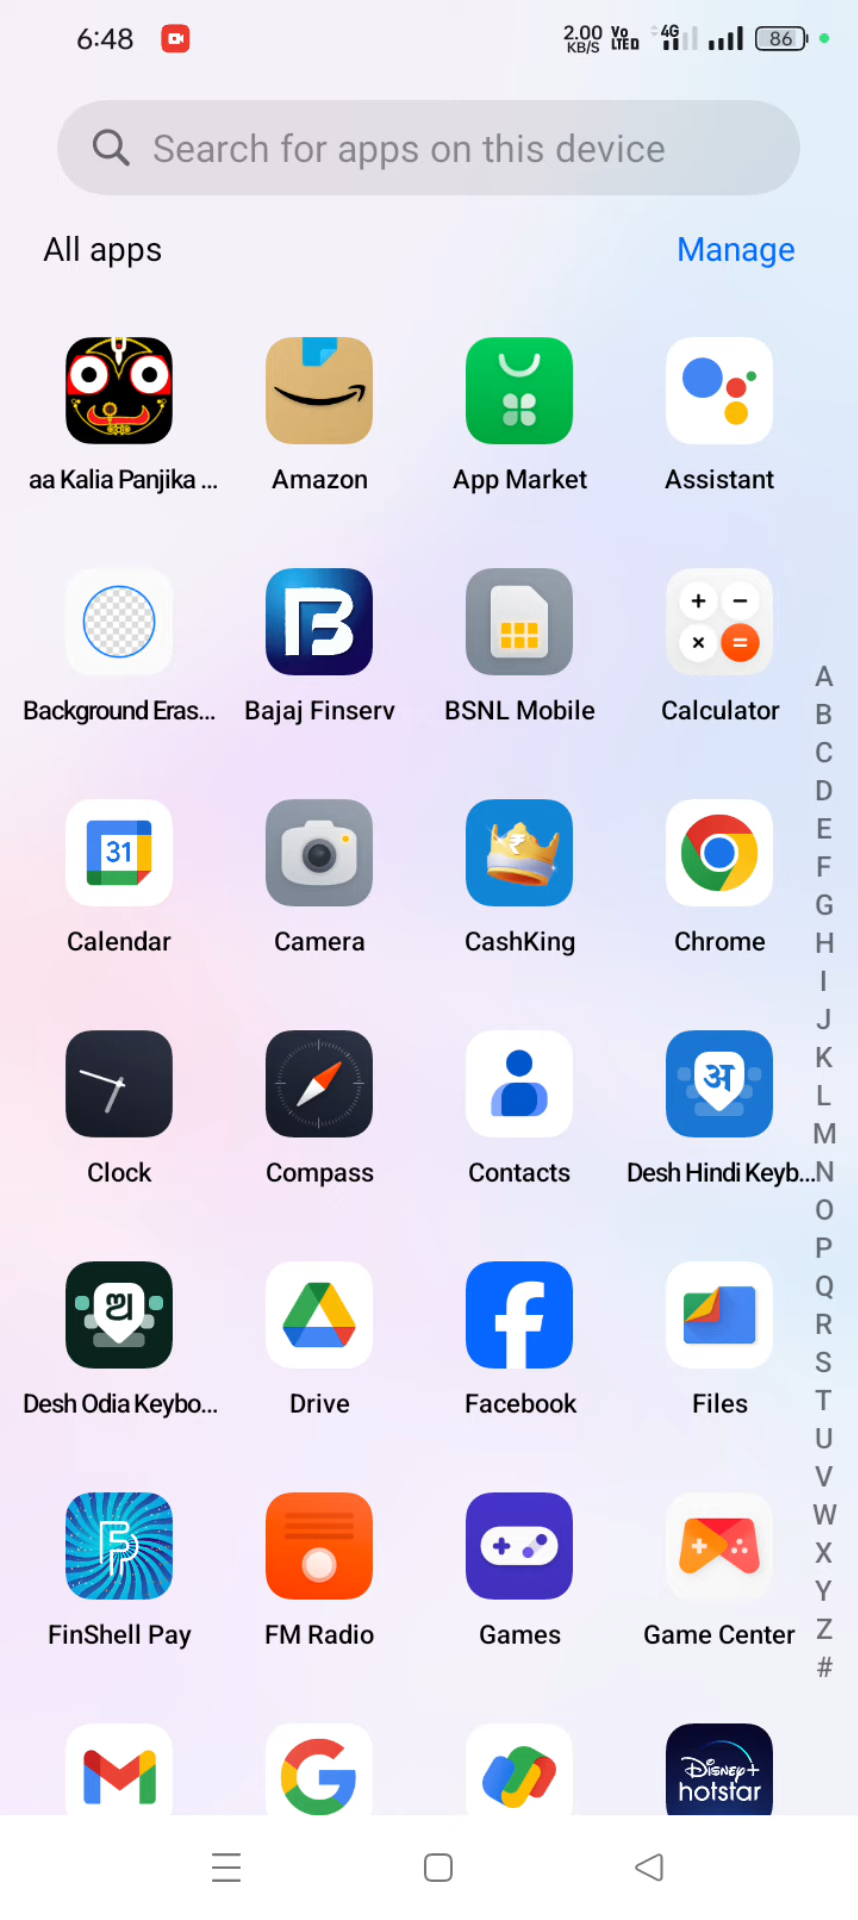 6:48 2.00 KB/S Vo LTED 4G 86
Search for apps on this device
All apps Manage
aa Kalia Panjika ... Amazon App Market Assistant
Background Eras... Bajaj Finserv BSNL Mobile Calculator
31
Calendar Camera CashKing Chrome
अ
Clock Compass Contacts Desh Hindi Keyb...
ଅ
Desh Odia Keybo... Drive Facebook Files
FinShell Pay FM Radio Games Game Center
Disney+
hotstar
A
B
C
D
E
F
G
H
I
J
K
L
M
N
O
P
Q
R
S
T
U
V
W
X
Y
Z
#